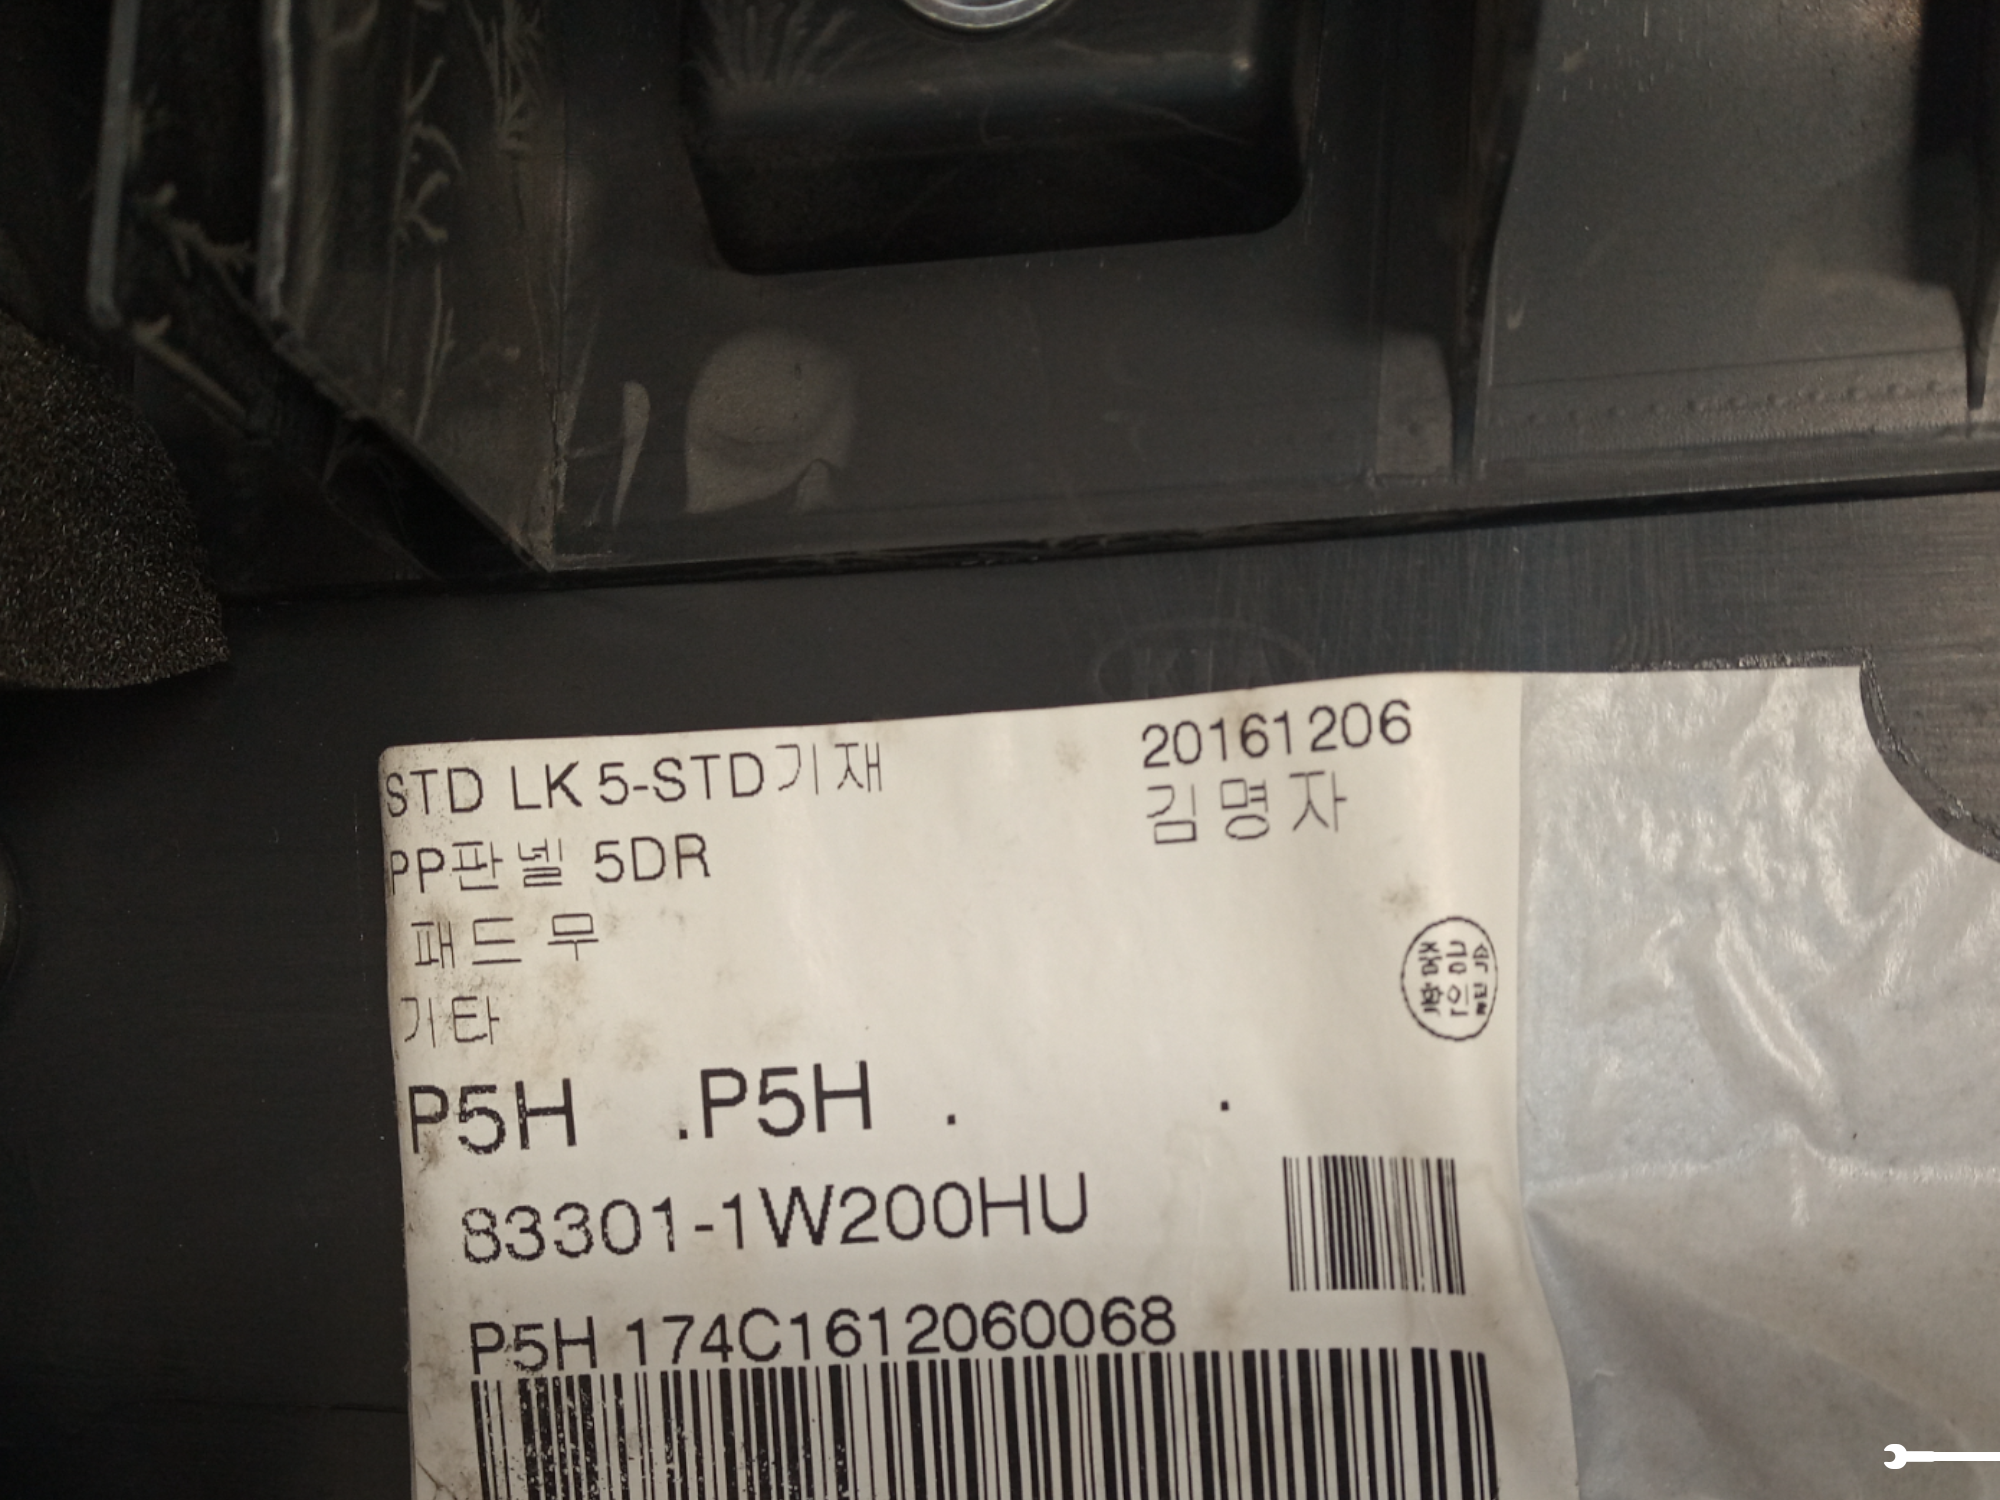 KIA
STD LK 5-STD기재
20161206
PP판넬 5DR
김명자
패드 무
기타
P5H .P5H . .
83301-1W200HU
P5H 174C1612060068